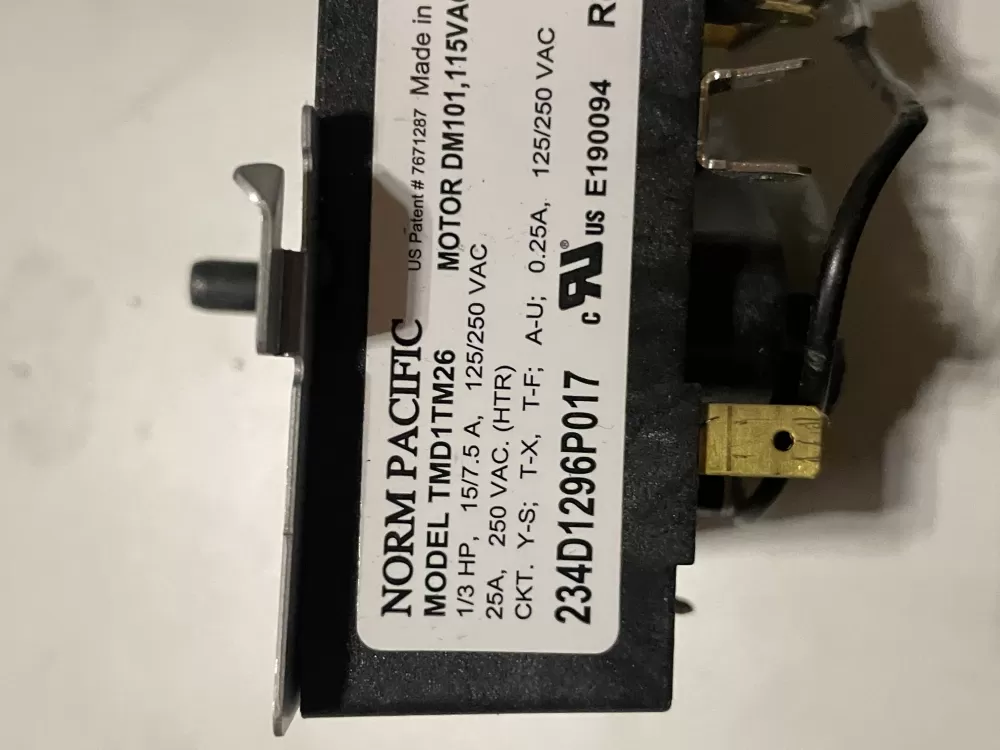 NORM PACIFIC US Patent # 7671287 Made in
MODEL TMD1TM26 MOTOR DM101,115VAC
1/3 HP, 15/7.5 A, 125/250 VAC
25A, 250 VAC. (HTR)
CKT. Y-S; T-X, T-F; A-U; 0.25A, 125/250 VAC
234D1296P017 c UR® US E190094